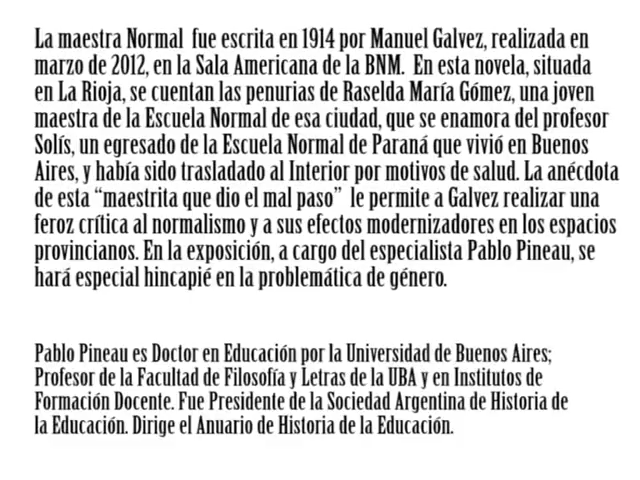 La maestra Normal fue escrita en 1914 por Manuel Galvez, realizada en
marzo de 2012, en la Sala Americana de la BNM. En esta novela, situada
en La Rioja, se cuentan las penurias de Raselda María Gómez, una joven
maestra de la Escuela Normal de esa ciudad, que se enamora del profesor
Solís, un egresado de la Escuela Normal de Paraná que vivió en Buenos
Aires, y había sido trasladado al Interior por motivos de salud. La anécdota
de esta “maestrita que dio el mal paso” le permite a Galvez realizar una
feroz crítica al normalismo y a sus efectos modernizadores en los espacios
provincianos. En la exposición, a cargo del especialista Pablo Pineau, se
hará especial hincapié en la problemática de género.
Pablo Pineau es Doctor en Educación por la Universidad de Buenos Aires;
Profesor de la Facultad de Filosofía y Letras de la UBA y en Institutos de
Formación Docente. Fue Presidente de la Sociedad Argentina de Historia de
la Educación. Dirige el Anuario de Historia de la Educación.